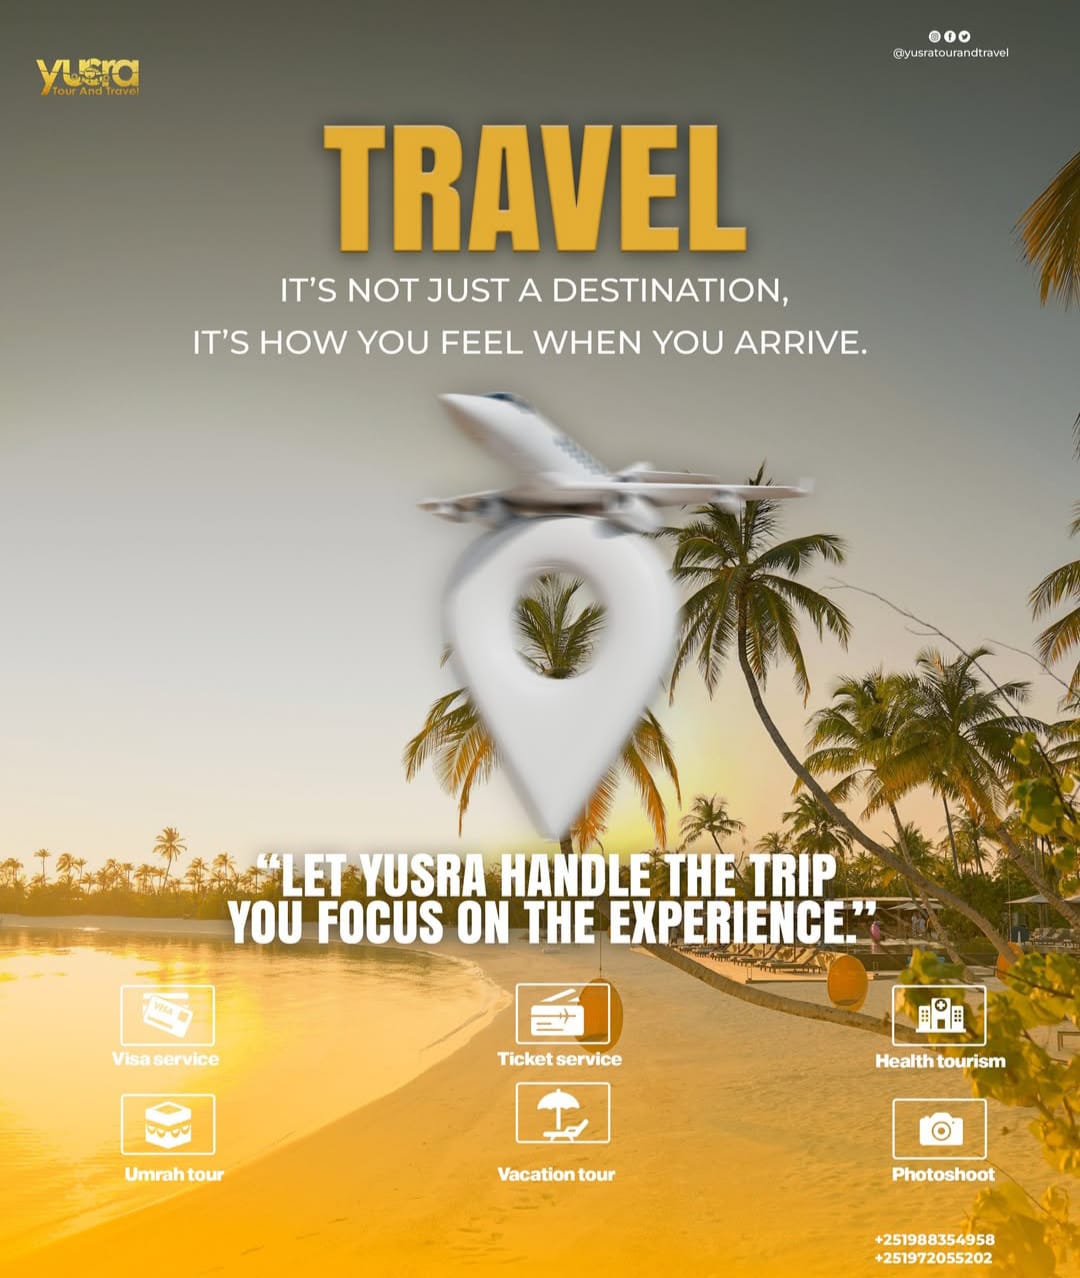 yusra
Tour And Travel
@yusratourandtravel
TRAVEL
IT'S NOT JUST A DESTINATION,
IT'S HOW YOU FEEL WHEN YOU ARRIVE.
“LET YUSRA HANDLE THE TRIP
YOU FOCUS ON THE EXPERIENCE.”
VISA
Visa service
Ticket service
Health tourism
Umrah tour
Vacation tour
Photoshoot
+251988354958
+251972055202